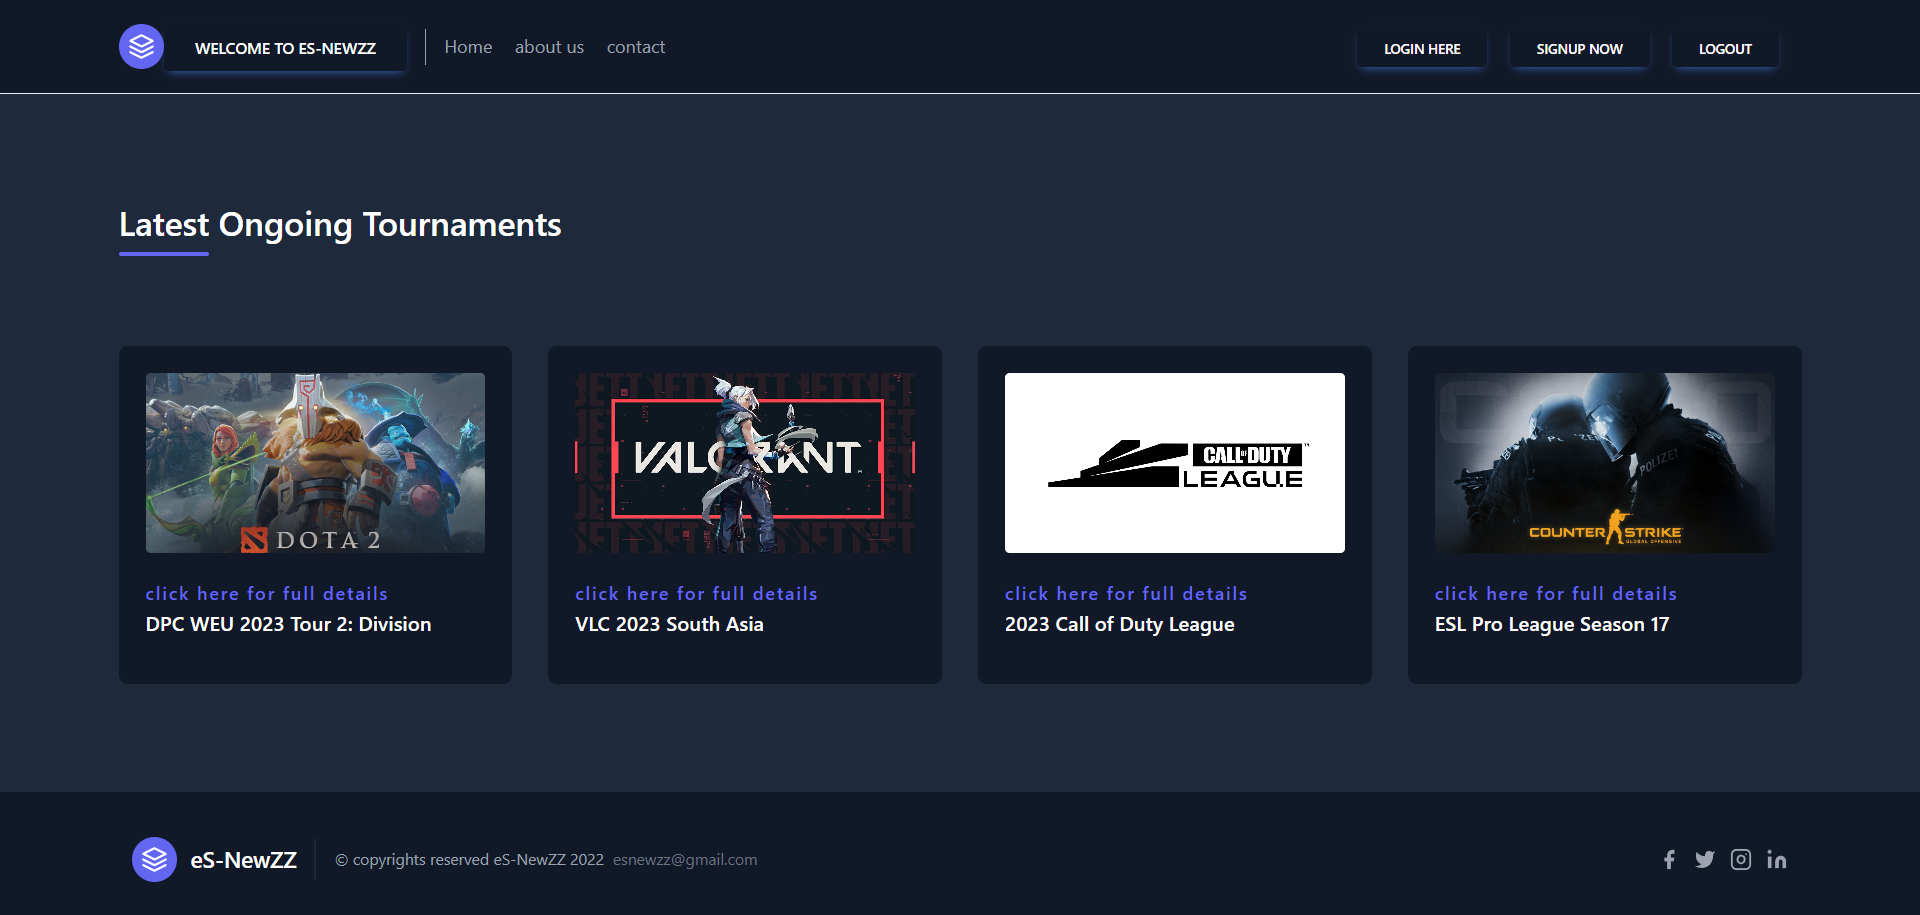 WELCOME TO ES-NEWZZ
Home about us contact
LOGIN HERE SIGNUP NOW LOGOUT
Latest Ongoing Tournaments
DOTA 2
VALORANT
CALL OF DUTY
LEAGUE
POLIZEI
COUNTER STRIKE
GLOBAL OFFENSIVE
click here for full details
DPC WEU 2023 Tour 2: Division
click here for full details
VLC 2023 South Asia
click here for full details
2023 Call of Duty League
click here for full details
ESL Pro League Season 17
eS-NewZZ
© copyrights reserved eS-NewZZ 2022 esnewzz@gmail.com